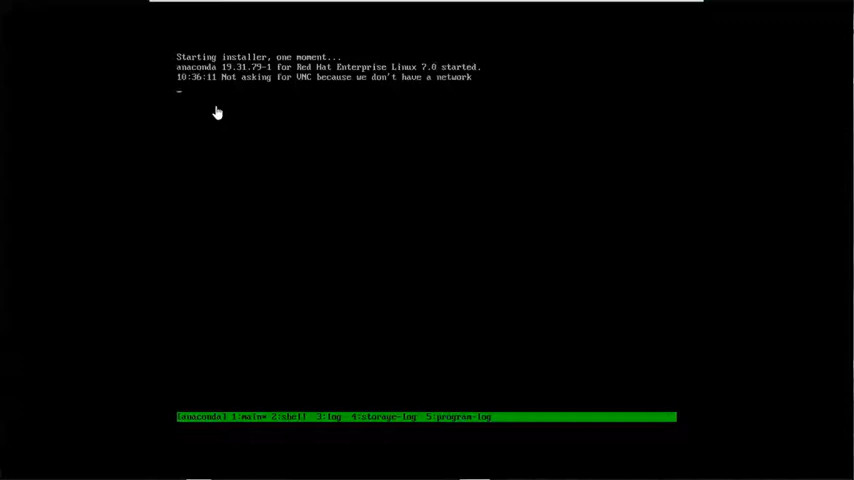 Starting installer, one moment...
anaconda 19.31.79-1 for Red Hat Enterprise Linux 7.0 started.
10:36:11 Not asking for VNC because we don't have a network
[anaconda] 1:main* 2:shell  3:log  4:storage-log  5:program-log